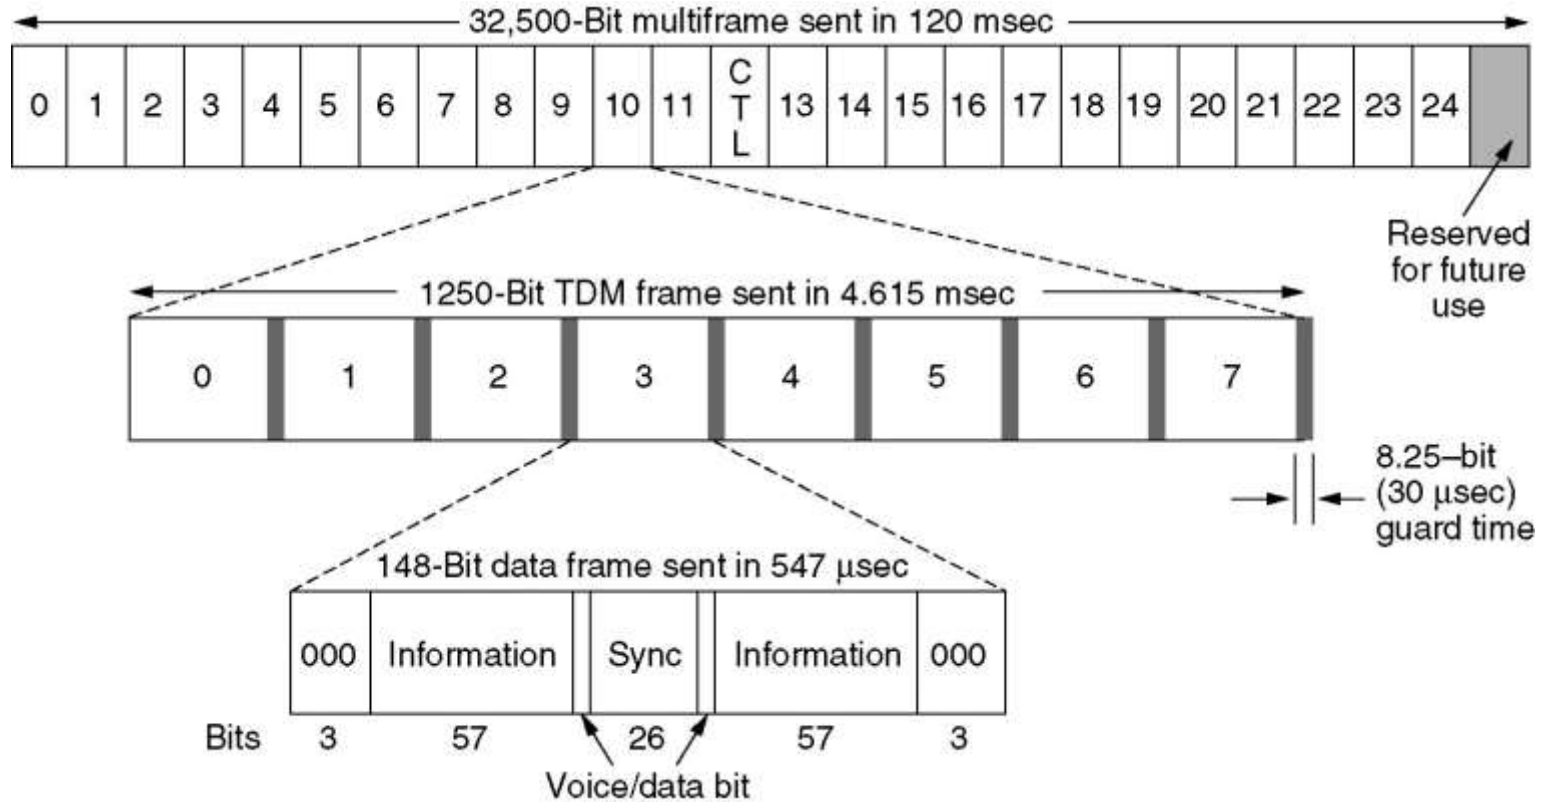 32,500-Bit multiframe sent in 120 msec
0 1 2 3 4 5 6 7 8 9 10 11 CTL 13 14 15 16 17 18 19 20 21 22 23 24
Reserved
for future
use
1250-Bit TDM frame sent in 4.615 msec
0 1 2 3 4 5 6 7
8.25–bit
(30 μsec)
guard time
148-Bit data frame sent in 547 μsec
000 Information Sync Information 000
Bits 3 57 26 57 3
Voice/data bit